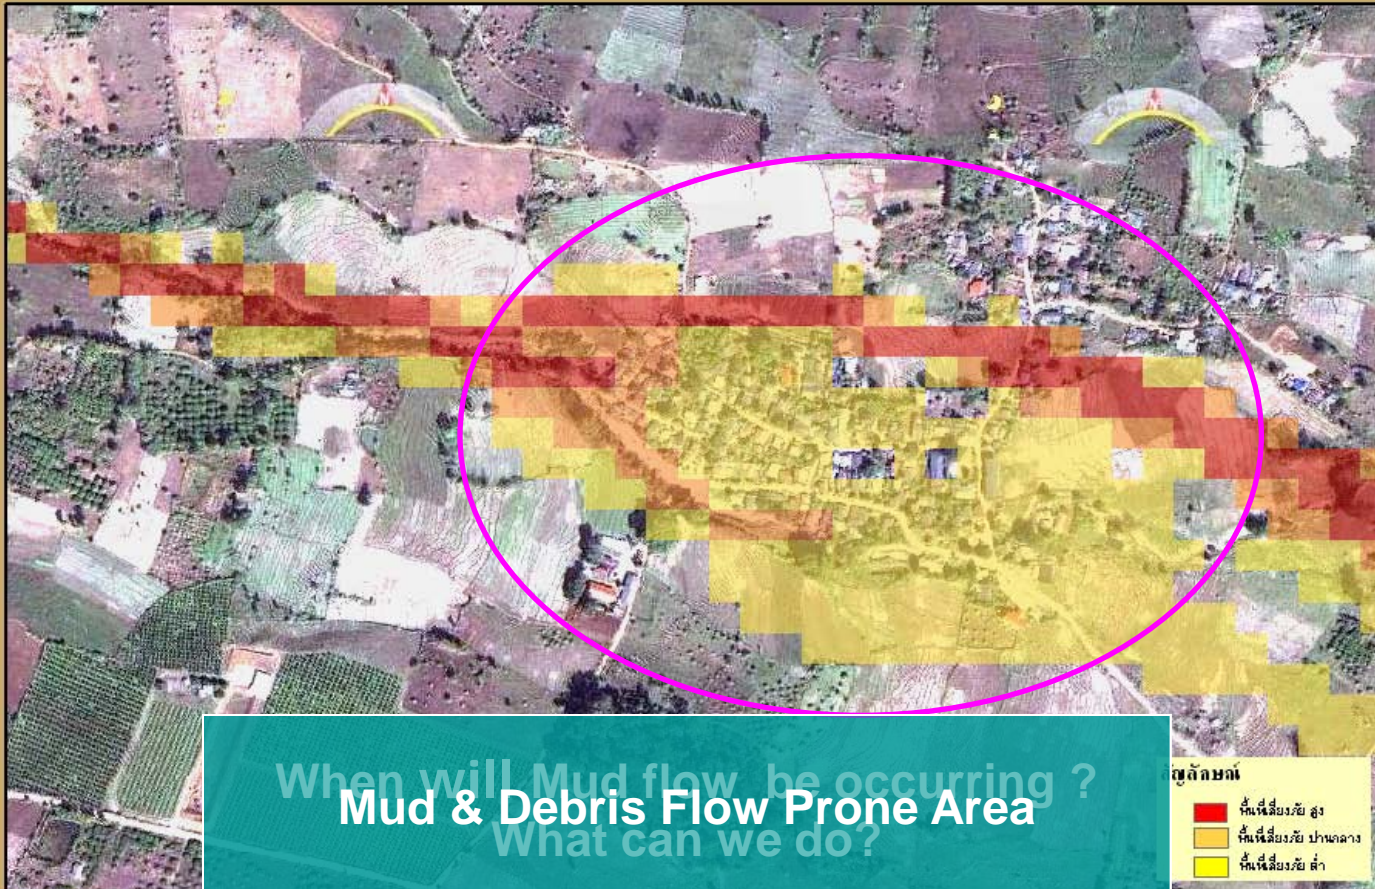 When will Mud flow be occurring ?
Mud & Debris Flow Prone Area
What can we do?
สัญลักษณ์
พื้นที่เสี่ยงภัย สูง
พื้นที่เสี่ยงภัย ปานกลาง
พื้นที่เสี่ยงภัย ต่ำ